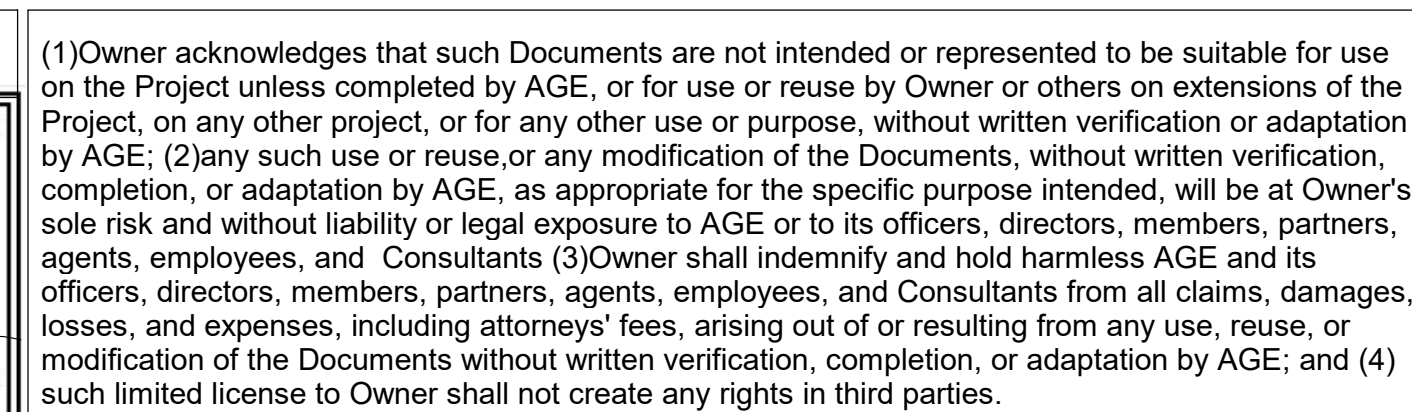 (1)Owner acknowledges that such Documents are not intended or represented to be suitable for use
on the Project unless completed by AGE, or for use or reuse by Owner or others on extensions of the
Project, on any other project, or for any other use or purpose, without written verification or adaptation
by AGE; (2)any such use or reuse,or any modification of the Documents, without written verification,
completion, or adaptation by AGE, as appropriate for the specific purpose intended, will be at Owner's
sole risk and without liability or legal exposure to AGE or to its officers, directors, members, partners,
agents, employees, and  Consultants (3)Owner shall indemnify and hold harmless AGE and its
officers, directors, members, partners, agents, employees, and Consultants from all claims, damages,
losses, and expenses, including attorneys' fees, arising out of or resulting from any use, reuse, or
modification of the Documents without written verification, completion, or adaptation by AGE; and (4)
such limited license to Owner shall not create any rights in third parties.